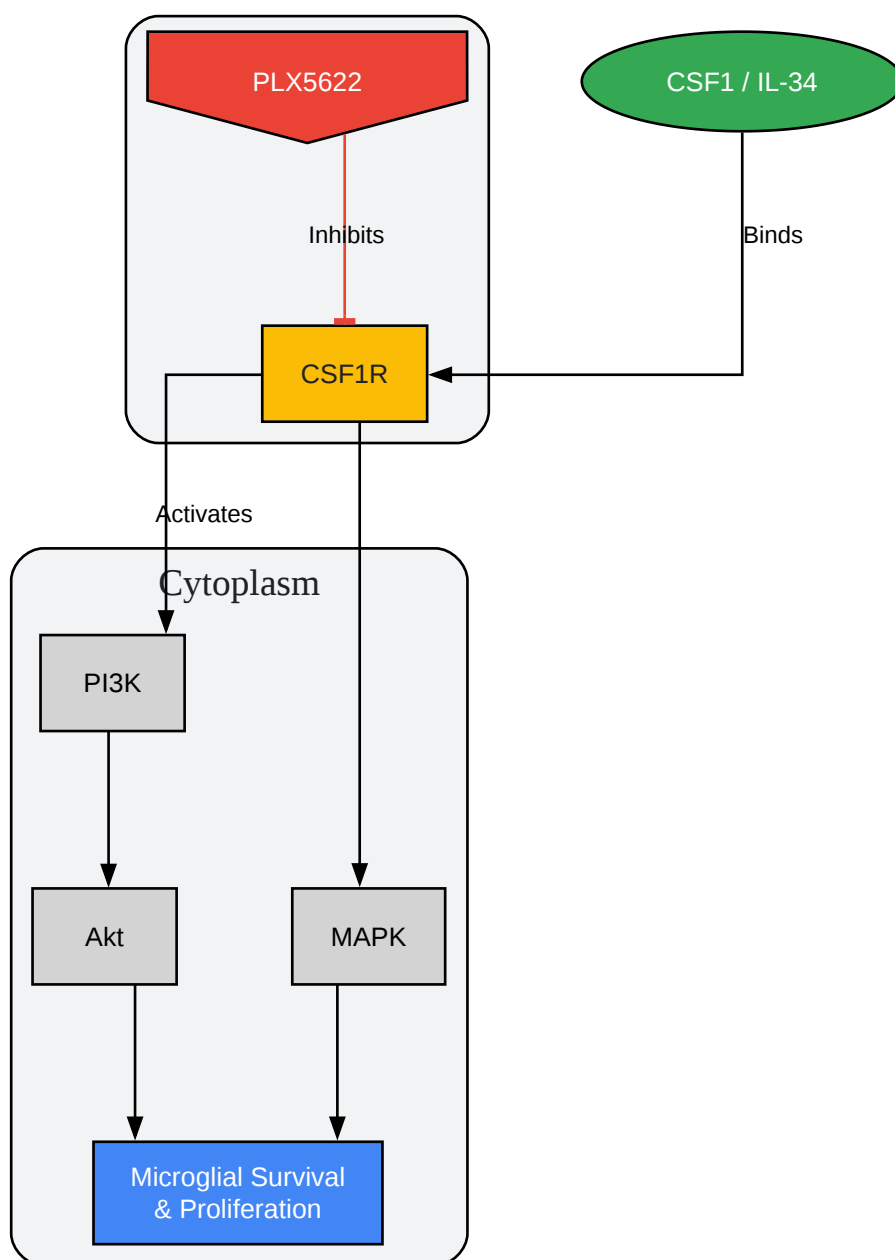 PLX5622
CSF1 / IL-34
Inhibits
Binds
CSF1R
Activates
Cytoplasm
PI3K
Akt
MAPK
Microglial Survival
& Proliferation